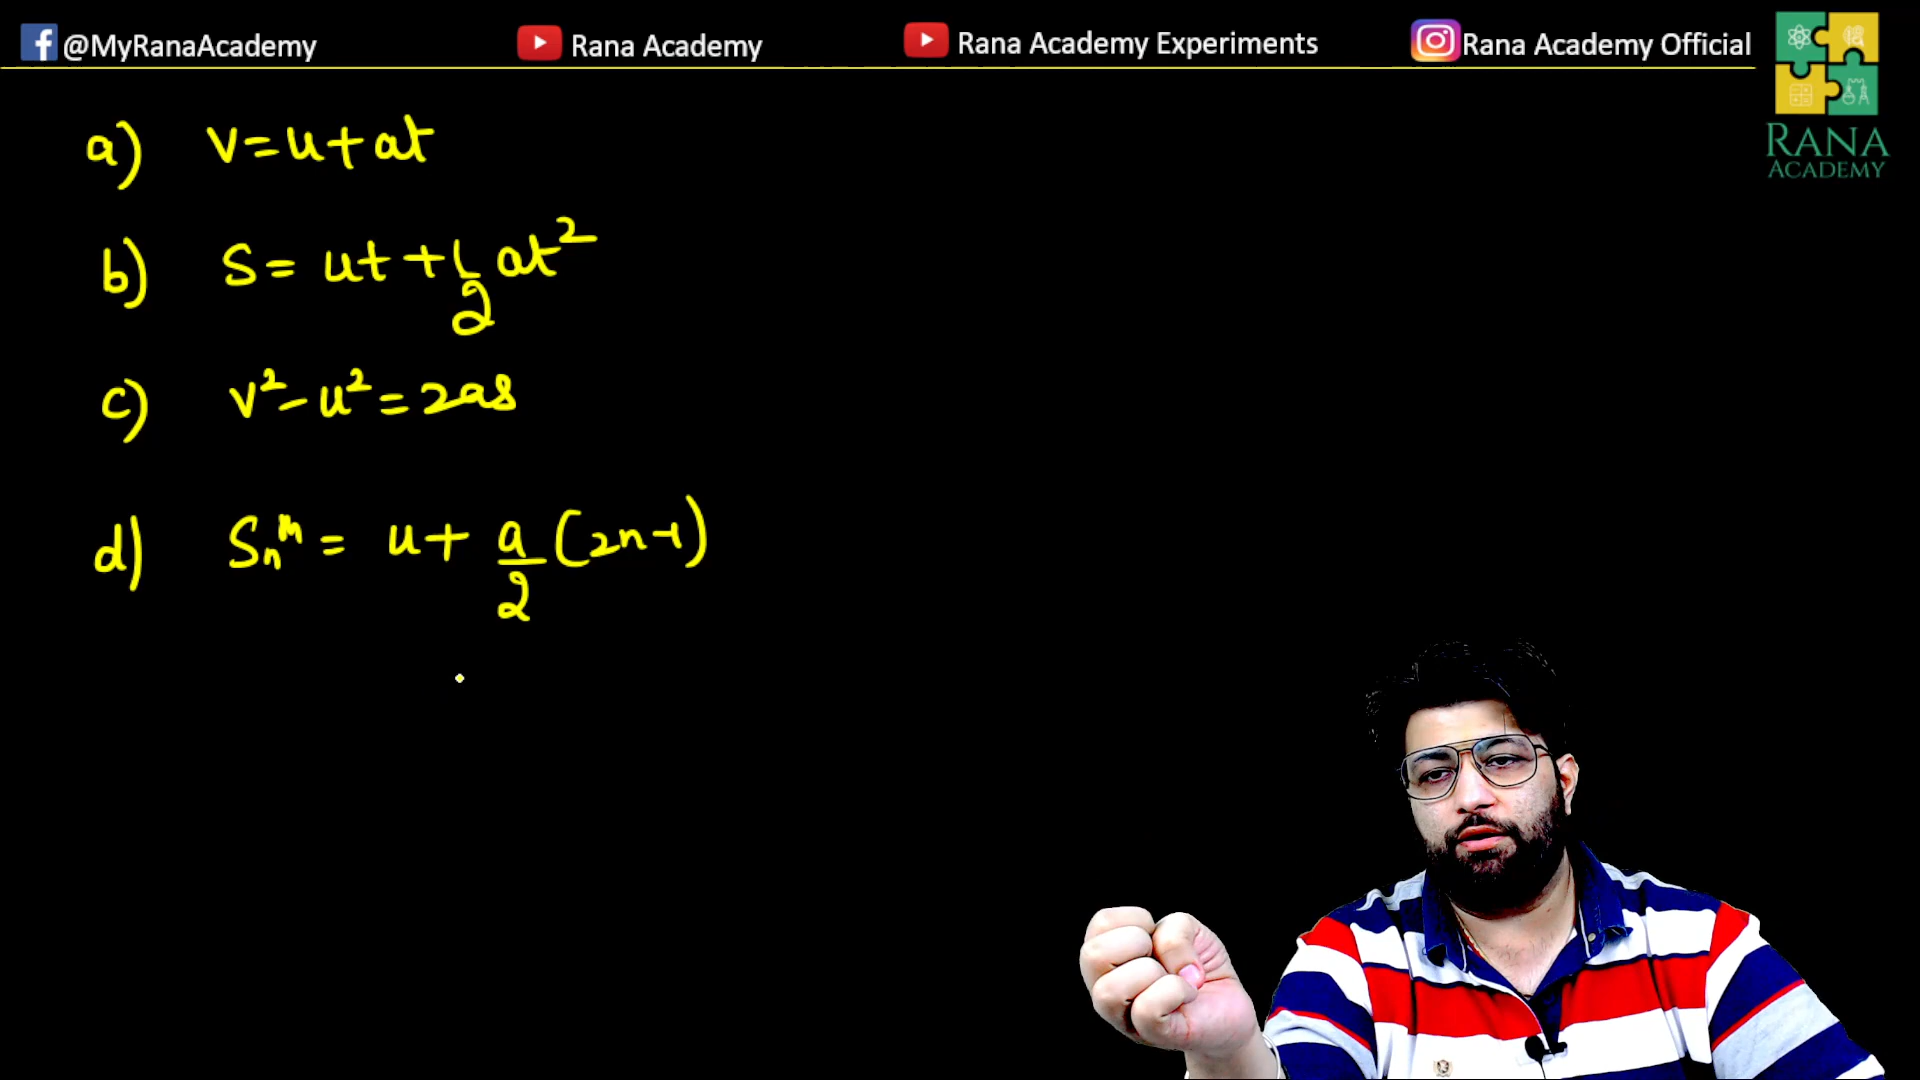 @MyRanaAcademy
Rana Academy
Rana Academy Experiments
Rana Academy Official
RANA
ACADEMY
a) v=u+at
b) S= ut+½at²
c) v²-u²=2as
d) Sₙᵗʰ= u+ a/2 (2n-1)